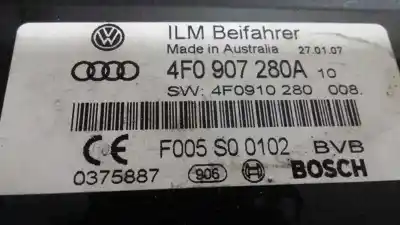 ILM Beifahrer
Made in Australia 27.01.07
4F0 907 280A 10
SW: 4F0910 280 008.
CE F005 S0 0102 BVB
0375887 906 BOSCH